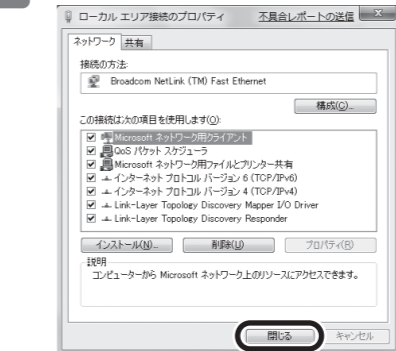 ローカル エリア接続のプロパティ 不具合レポートの送信
ネットワーク 共有
接続の方法:
Broadcom NetLink (TM) Fast Ethernet
構成(C)...
この接続は次の項目を使用します(O):
Microsoft ネットワーク用クライアント
QoS パケット スケジューラ
Microsoft ネットワーク用ファイルとプリンター共有
インターネット プロトコル バージョン 6 (TCP/IPv6)
インターネット プロトコル バージョン 4 (TCP/IPv4)
Link-Layer Topology Discovery Mapper I/O Driver
Link-Layer Topology Discovery Responder
インストール(N)... 削除(U) プロパティ(R)
説明
コンピューターから Microsoft ネットワーク上のリソースにアクセスできます。
閉じる キャンセル